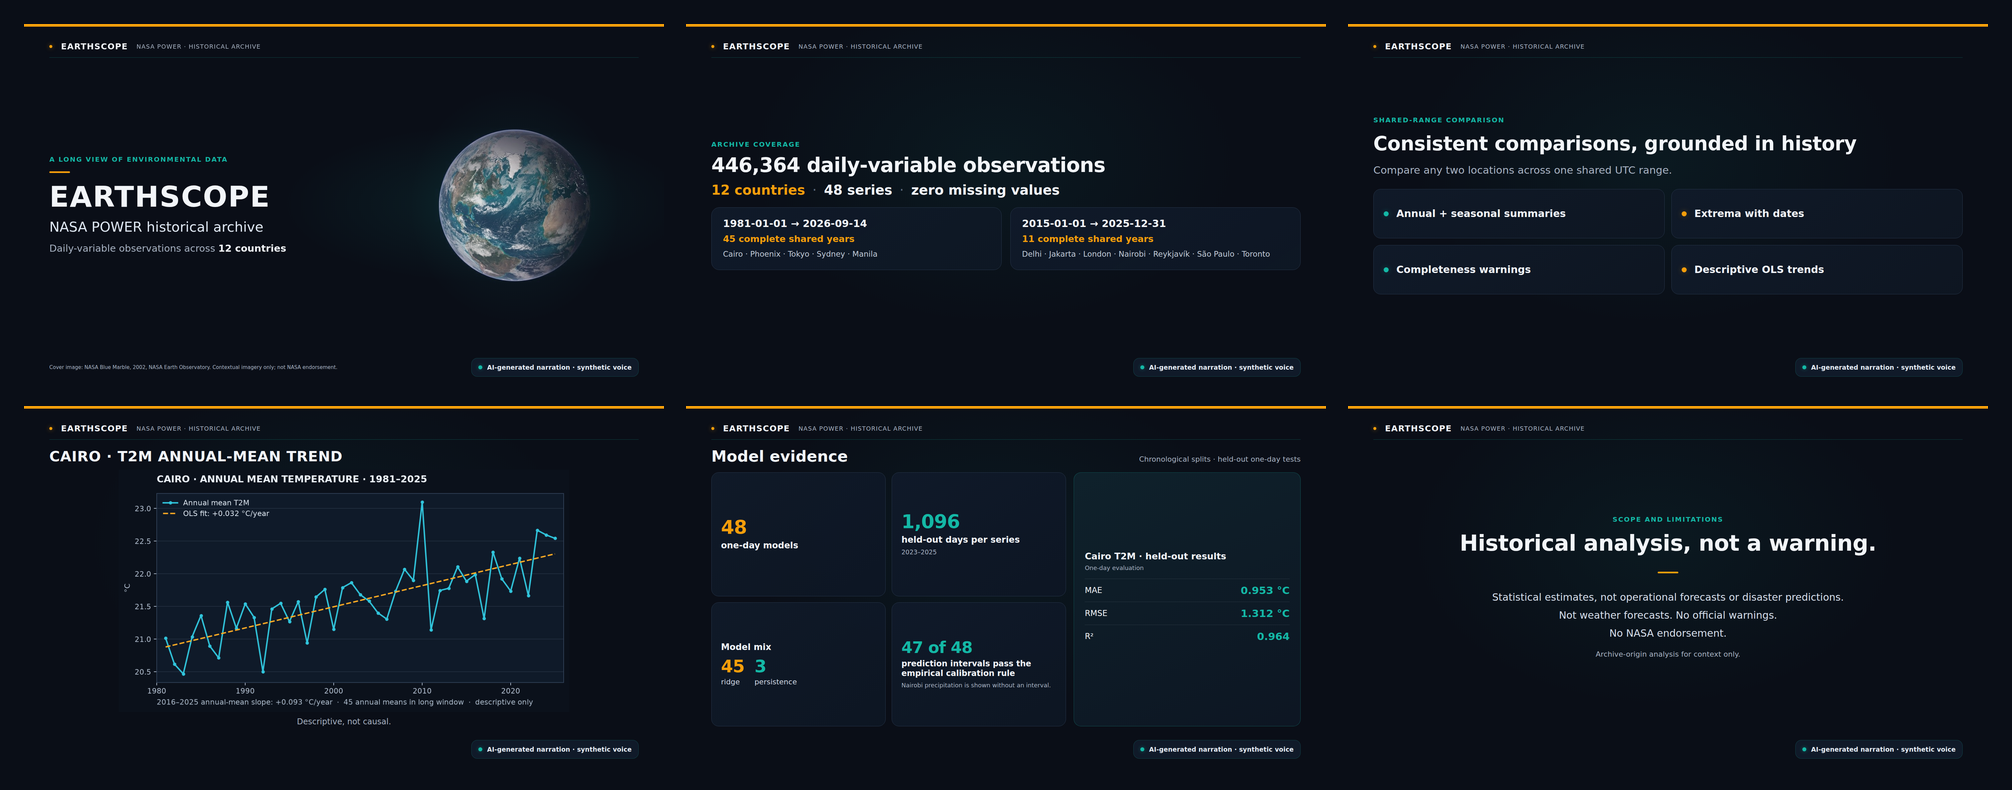 EARTHSCOPE NASA POWER · HISTORICAL ARCHIVE
A LONG VIEW OF ENVIRONMENTAL DATA
EARTHSCOPE
NASA POWER historical archive
Daily-variable observations across 12 countries
Cover image: NASA Blue Marble, 2002, NASA Earth Observatory. Contextual imagery only; not NASA endorsement.
AI-generated narration · synthetic voice
EARTHSCOPE NASA POWER · HISTORICAL ARCHIVE
ARCHIVE COVERAGE
446,364 daily-variable observations
12 countries · 48 series · zero missing values
1981-01-01 → 2026-09-14
45 complete shared years
Cairo · Phoenix · Tokyo · Sydney · Manila
2015-01-01 → 2025-12-31
11 complete shared years
Delhi · Jakarta · London · Nairobi · Reykjavík · São Paulo · Toronto
AI-generated narration · synthetic voice
EARTHSCOPE NASA POWER · HISTORICAL ARCHIVE
SHARED-RANGE COMPARISON
Consistent comparisons, grounded in history
Compare any two locations across one shared UTC range.
Annual + seasonal summaries
Extrema with dates
Completeness warnings
Descriptive OLS trends
AI-generated narration · synthetic voice
EARTHSCOPE NASA POWER · HISTORICAL ARCHIVE
CAIRO · T2M ANNUAL-MEAN TREND
CAIRO · ANNUAL MEAN TEMPERATURE · 1981–2025
Annual mean T2M
OLS fit: +0.032 °C/year
°C
23.0
22.5
22.0
21.5
21.0
20.5
1980 1990 2000 2010 2020
2016–2025 annual-mean slope: +0.093 °C/year · 45 annual means in long window · descriptive only
Descriptive, not causal.
AI-generated narration · synthetic voice
EARTHSCOPE NASA POWER · HISTORICAL ARCHIVE
Model evidence
Chronological splits · held-out one-day tests
48
one-day models
1,096
held-out days per series
2023–2025
Model mix
45 3
ridge persistence
47 of 48
prediction intervals pass the
empirical calibration rule
Nairobi precipitation is shown without an interval.
Cairo T2M · held-out results
One-day evaluation
MAE 0.953 °C
RMSE 1.312 °C
R² 0.964
AI-generated narration · synthetic voice
EARTHSCOPE NASA POWER · HISTORICAL ARCHIVE
SCOPE AND LIMITATIONS
Historical analysis, not a warning.
Statistical estimates, not operational forecasts or disaster predictions.
Not weather forecasts. No official warnings.
No NASA endorsement.
Archive-origin analysis for context only.
AI-generated narration · synthetic voice